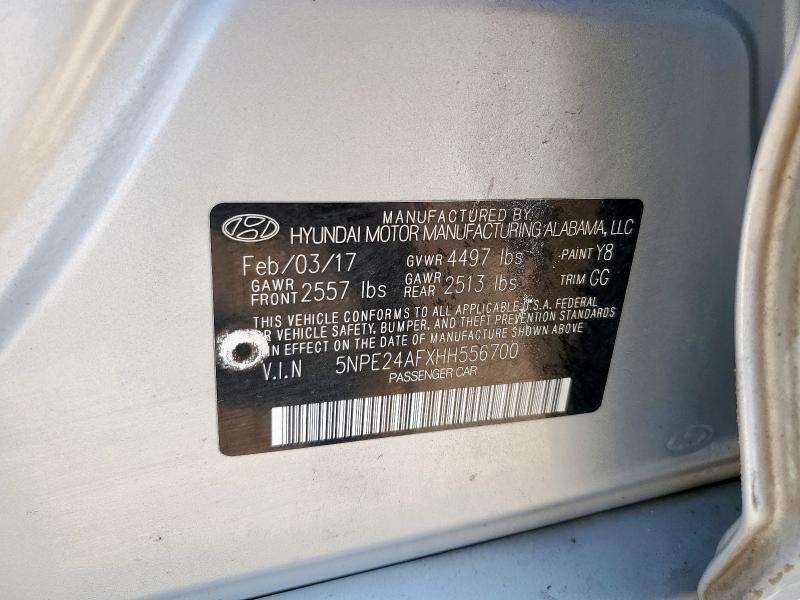 MANUFACTURED BY
HYUNDAI MOTOR MANUFACTURING ALABAMA, LLC
Feb/03/17 GVWR 4497 lbs PAINT Y8
GAWR FRONT 2557 lbs GAWR REAR 2513 lbs TRIM GG
THIS VEHICLE CONFORMS TO ALL APPLICABLE U.S.A. FEDERAL
VEHICLE SAFETY, BUMPER, AND THEFT PREVENTION STANDARDS
IN EFFECT ON THE DATE OF MANUFACTURE SHOWN ABOVE
V.I.N 5NPE24AFXHH556700
PASSENGER CAR